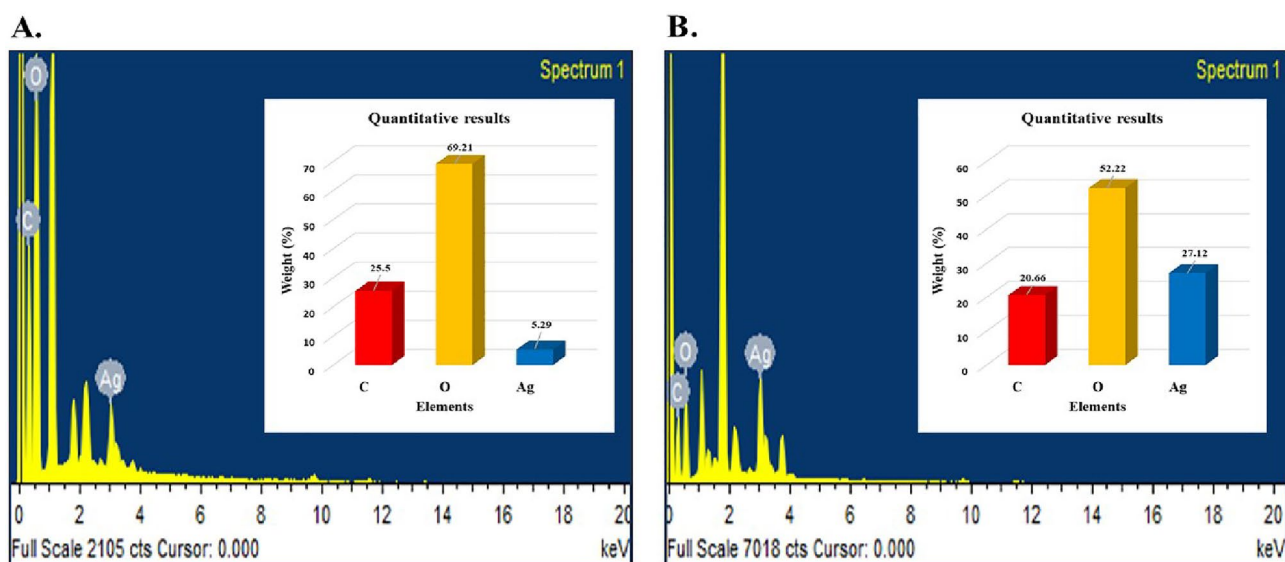 A.
Spectrum 1
O
C
Ag
Quantitative results
Weight (%)
70
60
50
40
30
20
10
0
25.5
69.21
5.29
C O Ag
Elements
0 2 4 6 8 10 12 14 16 18 20
Full Scale 2105 cts Cursor: 0.000 keV
B.
Spectrum 1
O
C
Ag
Quantitative results
Weight (%)
60
50
40
30
20
10
0
20.66
52.22
27.12
C O Ag
Elements
0 2 4 6 8 10 12 14 16 18 20
Full Scale 7018 cts Cursor: 0.000 keV